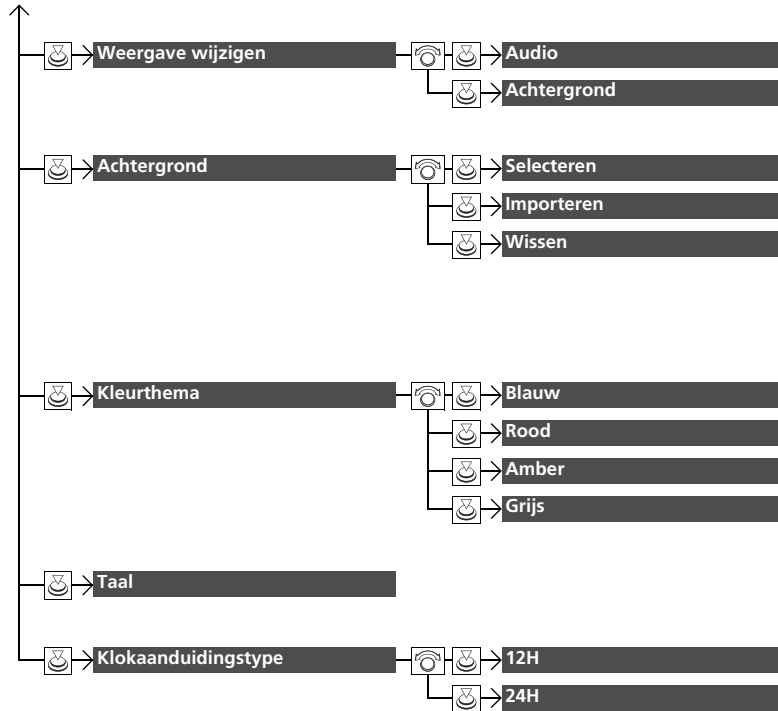 Weergave wijzigen
Audio
Achtergrond
Achtergrond
Selecteren
Importeren
Wissen
Kleurthema
Blauw
Rood
Amber
Grijs
Taal
Klokaanduidingstype
12H
24H